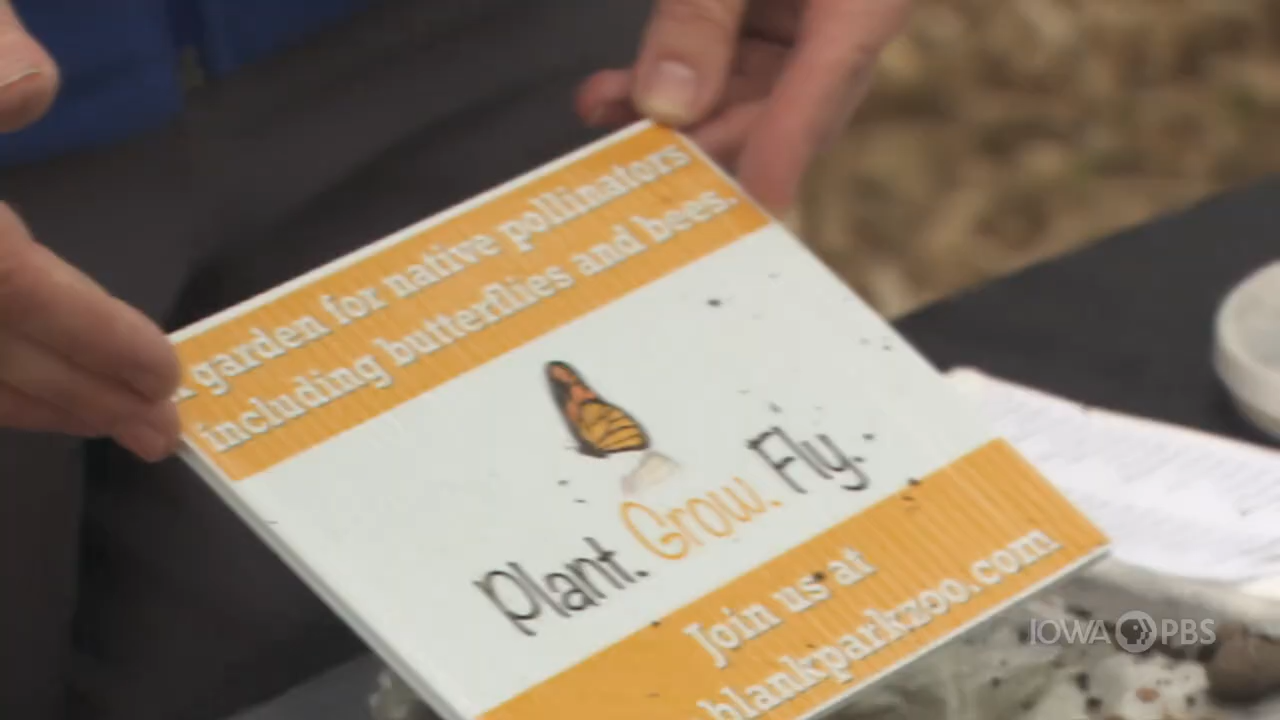 garden for native pollinators
including butterflies and bees.
Plant. Grow. Fly.
Join us at
blankparkzoo.com.
IOWA PBS